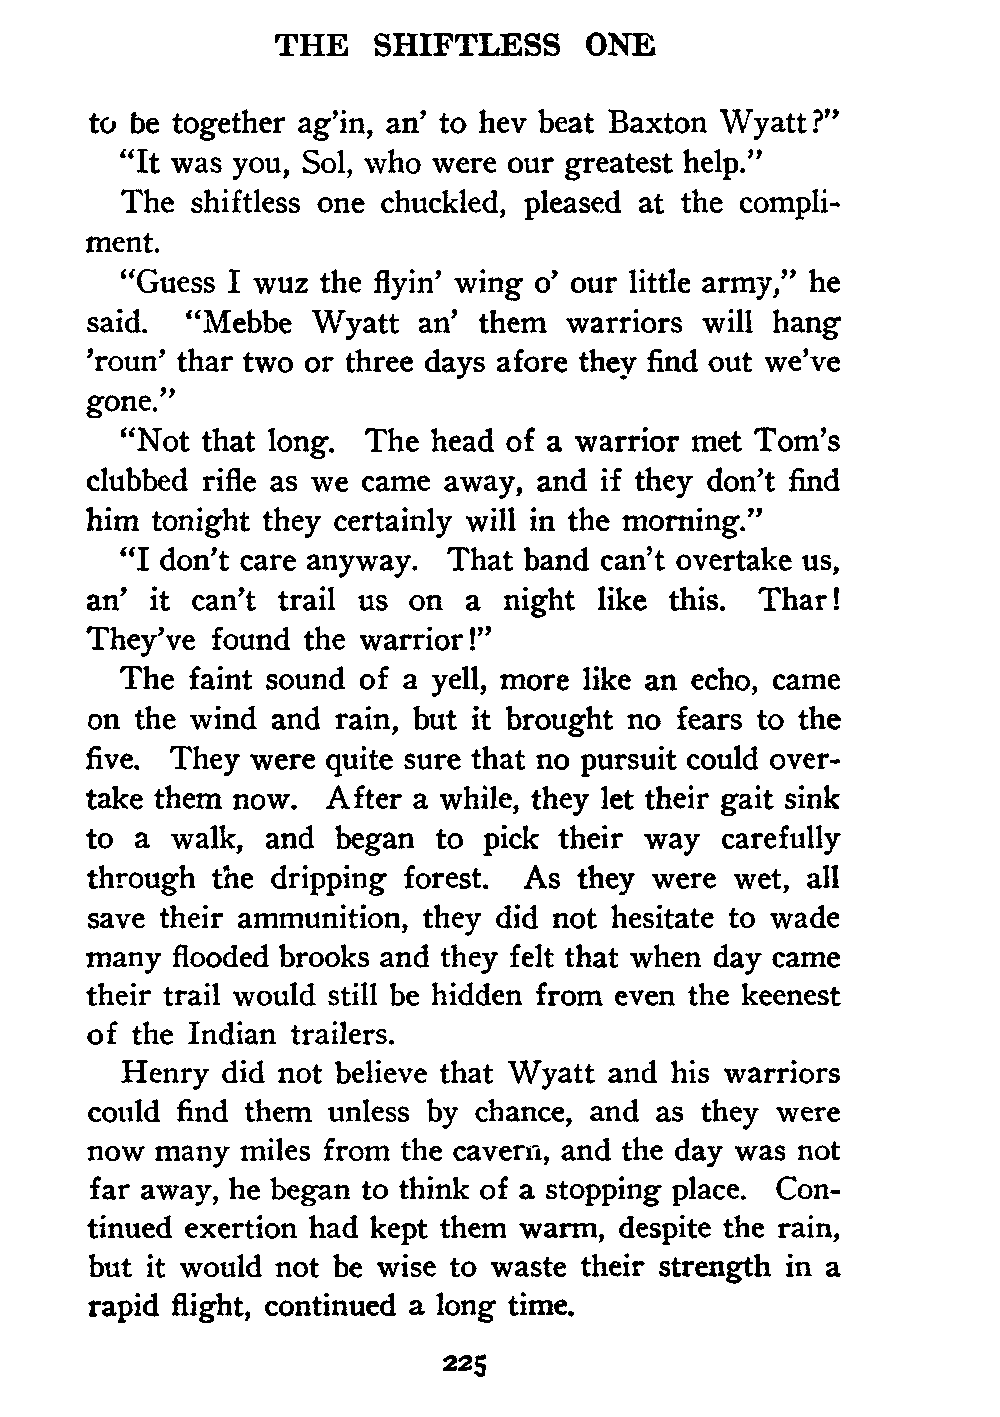 THE SHIFTLESS ONE
to be together ag'in, an' to hev beat Baxton Wyatt?"
"It was you, Sol, who were our greatest help."
The shiftless one chuckled, pleased at the compli-
ment.
"Guess I wuz the flyin' wing o' our little army," he
said. "Mebbe Wyatt an' them warriors will hang
'roun' thar two or three days afore they find out we've
gone."
"Not that long. The head of a warrior met Tom's
clubbed rifle as we came away, and if they don't find
him tonight they certainly will in the morning."
"I don't care anyway. That band can't overtake us,
an' it can't trail us on a night like this. Thar!
They've found the warrior!"
The faint sound of a yell, more like an echo, came
on the wind and rain, but it brought no fears to the
five. They were quite sure that no pursuit could over-
take them now. After a while, they let their gait sink
to a walk, and began to pick their way carefully
through the dripping forest. As they were wet, all
save their ammunition, they did not hesitate to wade
many flooded brooks and they felt that when day came
their trail would still be hidden from even the keenest
of the Indian trailers.
Henry did not believe that Wyatt and his warriors
could find them unless by chance, and as they were
now many miles from the cavern, and the day was not
far away, he began to think of a stopping place. Con-
tinued exertion had kept them warm, despite the rain,
but it would not be wise to waste their strength in a
rapid flight, continued a long time.
225